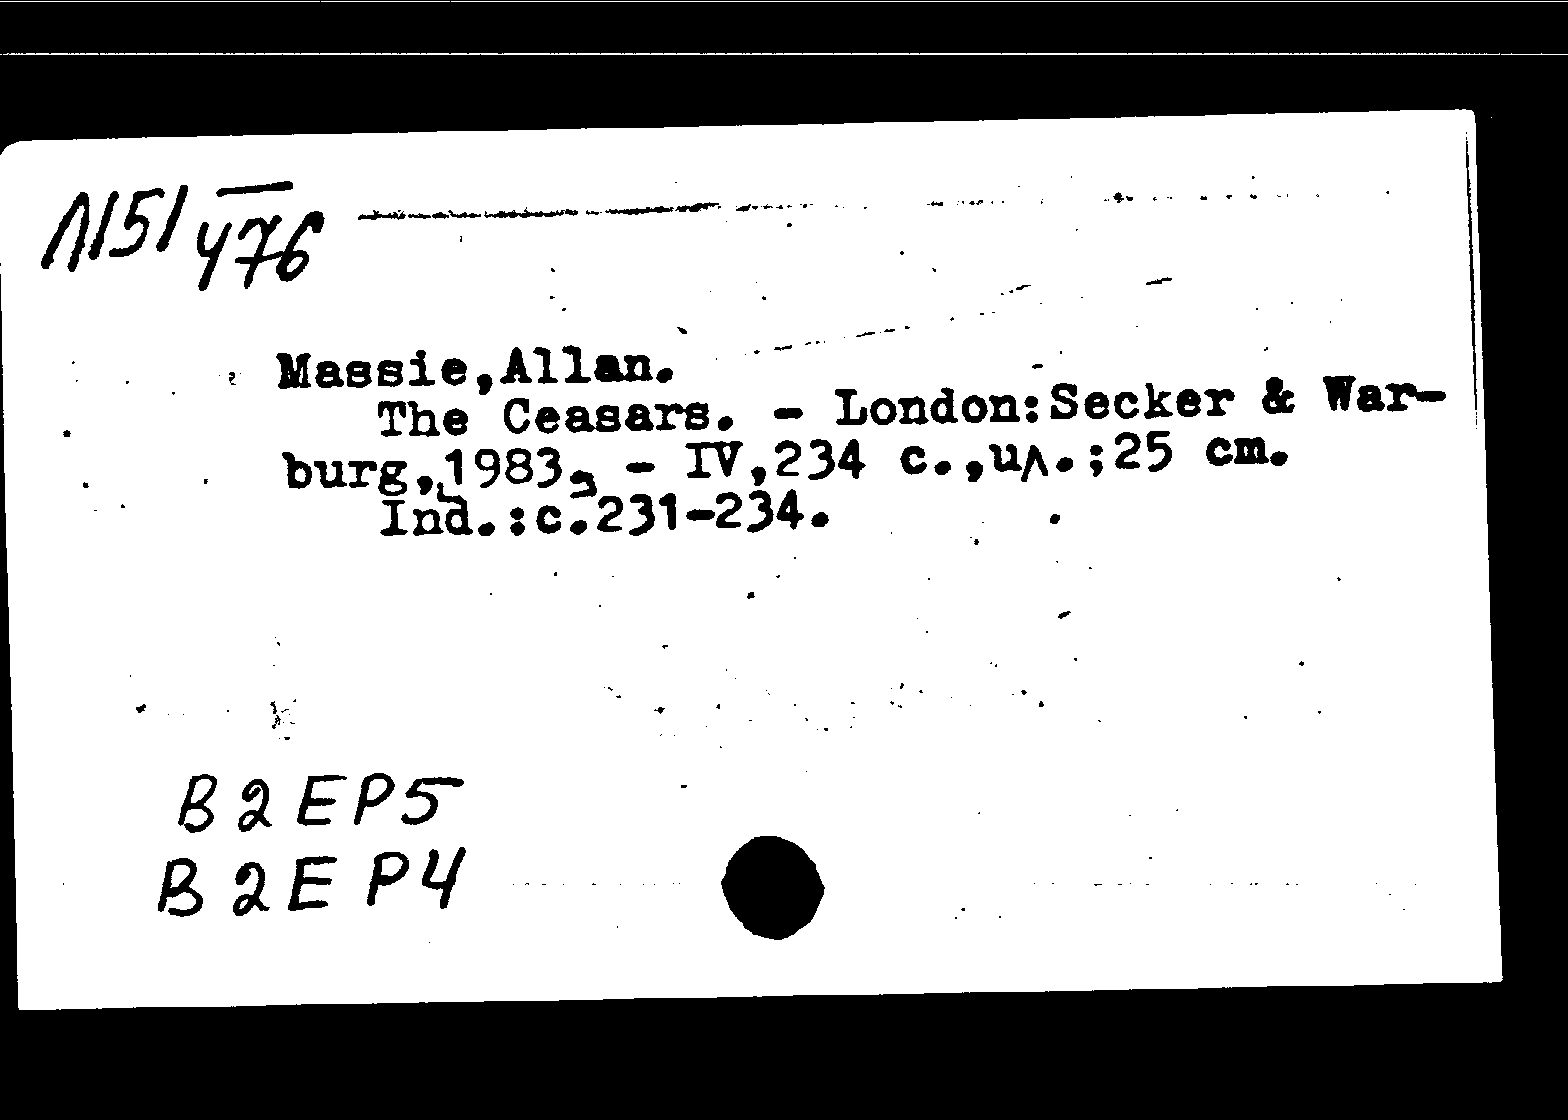 Л151 476
Massie,Allan.
The Ceasars. - London:Secker & War-
burg,[1983]. - IV,234 c.,ил.;25 cm.
Ind.:c.231-234.
B2EP5
B2EP4